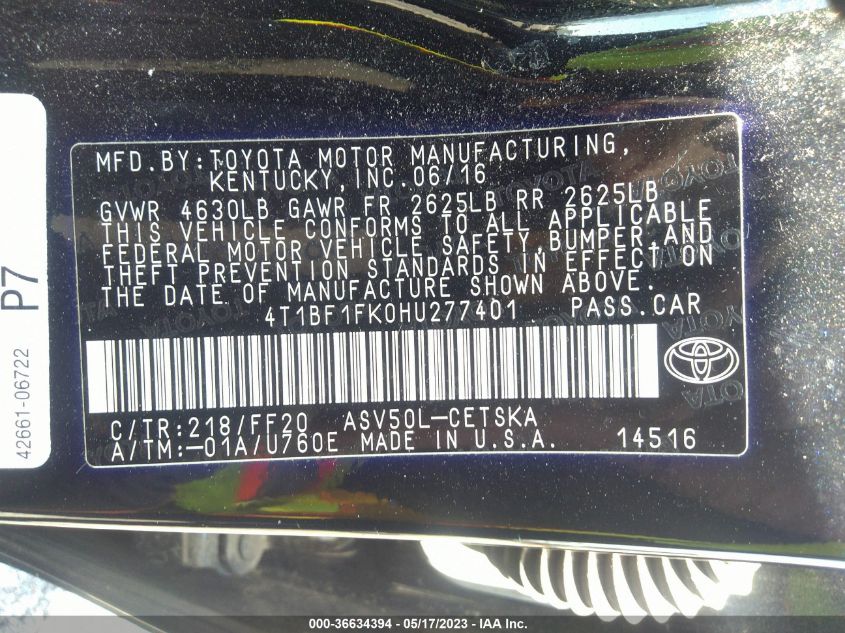 MFD.BY:TOYOTA MOTOR MANUFACTURING,
KENTUCKY,INC.06/16
GVWR 4630LB GAWR FR 2625LB RR 2625LB
THIS VEHICLE CONFORMS TO ALL APPLICABLE
FEDERAL MOTOR VEHICLE SAFETY,BUMPER,AND
THEFT PREVENTION STANDARDS IN EFFECT ON
THE DATE OF MANUFACTURE SHOWN ABOVE.
4T1BF1FK0HU277401 PASS.CAR
C/TR:218/FF20 ASV50L-CETSKA
A/TM:-01A/U760E MADE IN U.S.A. 14516
P7
42661-06722
000-36634394 - 05/17/2023 - IAA Inc.